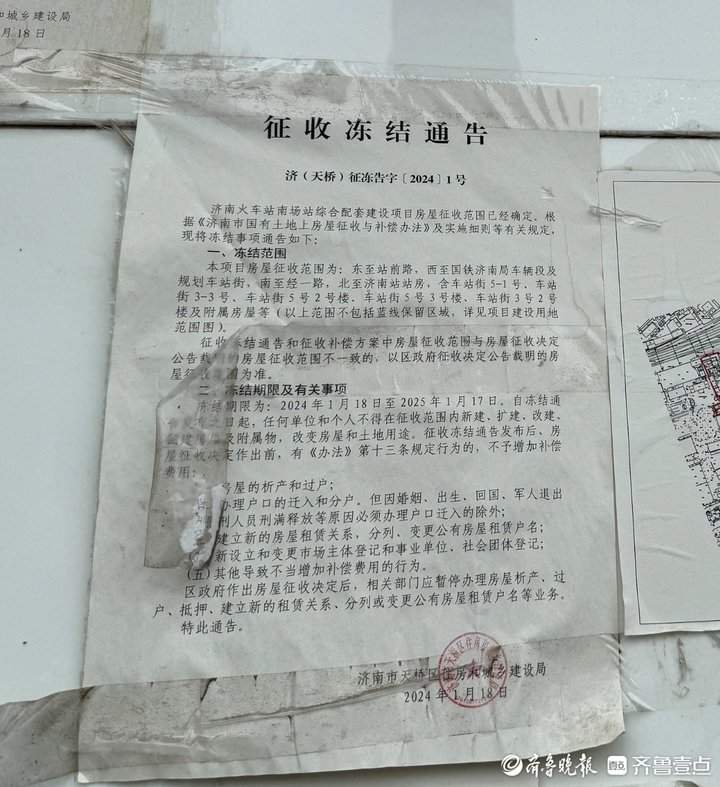 和城乡建设局
月18日
征收冻结通告
济（天桥）征冻告字［2024］1号
济南火车站南场站综合配套建设项目房屋征收范围已经确定。根
据《济南市国有土地上房屋征收与补偿办法》及实施细则等有关规定，
现将冻结事项通告如下：
一、冻结范围
本项目房屋征收范围为：东至站前路，西至国铁济南局车辆段及
规划车站街，南至经一路，北至济南站站房，含车站街5-1号、车站
街3-3号、车站街5号2号楼、车站街5号3号楼、车站街3号2号
楼及附属房屋等（以上范围不包括蓝线保留区域，详见项目建设用地
范围图）。
征收冻结通告和征收补偿方案中房屋征收范围与房屋征收决定
公告载 的房屋征收范围不一致的，以区政府征收决定公告载明的房
屋征收 围为准。
二、冻结期限及有关事项
冻结期限为：2024年1月18日至2025年1月17日。自冻结通
之日起，任何单位和个人不得在征收范围内新建、扩建、改建、
建房 及附属物，改变房屋和土地用途。征收冻结通告发布后、房
屋征收决定作出前，有《办法》第十三条规定行为的，不予增加补偿
费用：
房屋的析产和过户；
办理户口的迁入和分户。但因婚姻、出生、回国、军人退出
刑人员刑满释放等原因必须办理户口迁入的除外；
建立新的房屋租赁关系，分列、变更公有房屋租赁户名；
新设立和变更市场主体登记和事业单位、社会团体登记；
（五）其他导致不当增加补偿费用的行为。
区政府作出房屋征收决定后，相关部门应暂停办理房屋析产、过
户、抵押、建立新的租赁关系、分列或变更公有房屋租赁户名等业务。
特此通告。
济南市天桥区住房和城乡建设局
2024年1月18日
齐鲁晚报 齐鲁壹点